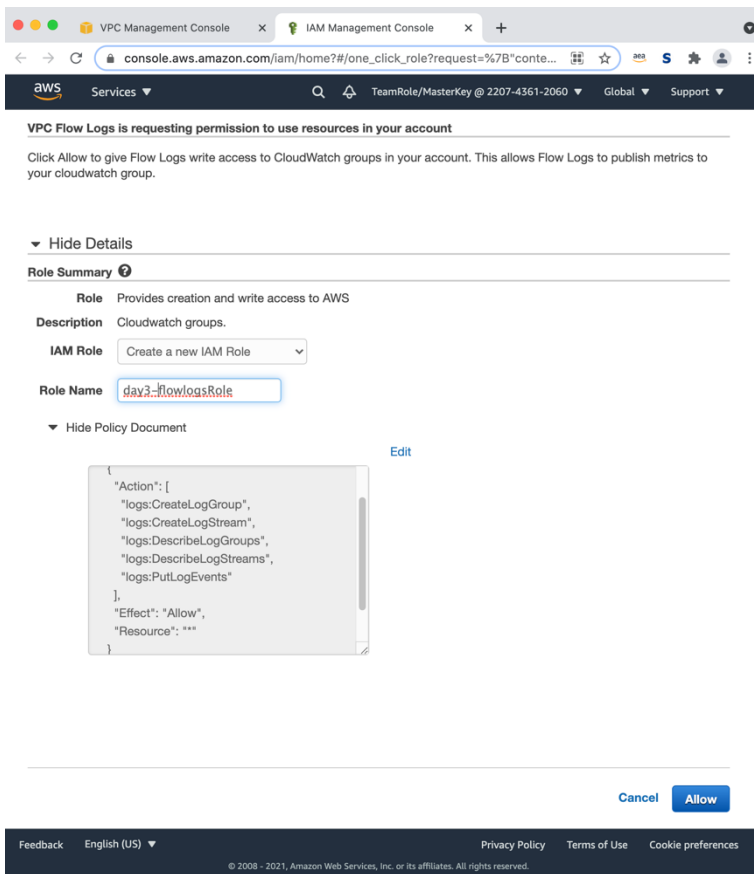 VPC Management Console
IAM Management Console
console.aws.amazon.com/iam/home?#/one_click_role?request=%7B"conte...
aea
S
aws
Services ▼
TeamRole/MasterKey @ 2207-4361-2060 ▼
Global ▼
Support ▼
VPC Flow Logs is requesting permission to use resources in your account
Click Allow to give Flow Logs write access to CloudWatch groups in your account. This allows Flow Logs to publish metrics to
your cloudwatch group.
Hide Details
Role Summary
Role Provides creation and write access to AWS
Description Cloudwatch groups.
IAM Role Create a new IAM Role
Role Name day3-flowlogsRole
Hide Policy Document
Edit
{
"Action": [
"logs:CreateLogGroup",
"logs:CreateLogStream",
"logs:DescribeLogGroups",
"logs:DescribeLogStreams",
"logs:PutLogEvents"
],
"Effect": "Allow",
"Resource": "*"
}
Cancel
Allow
Feedback
English (US) ▼
Privacy Policy
Terms of Use
Cookie preferences
© 2008 - 2021, Amazon Web Services, Inc. or its affiliates. All rights reserved.